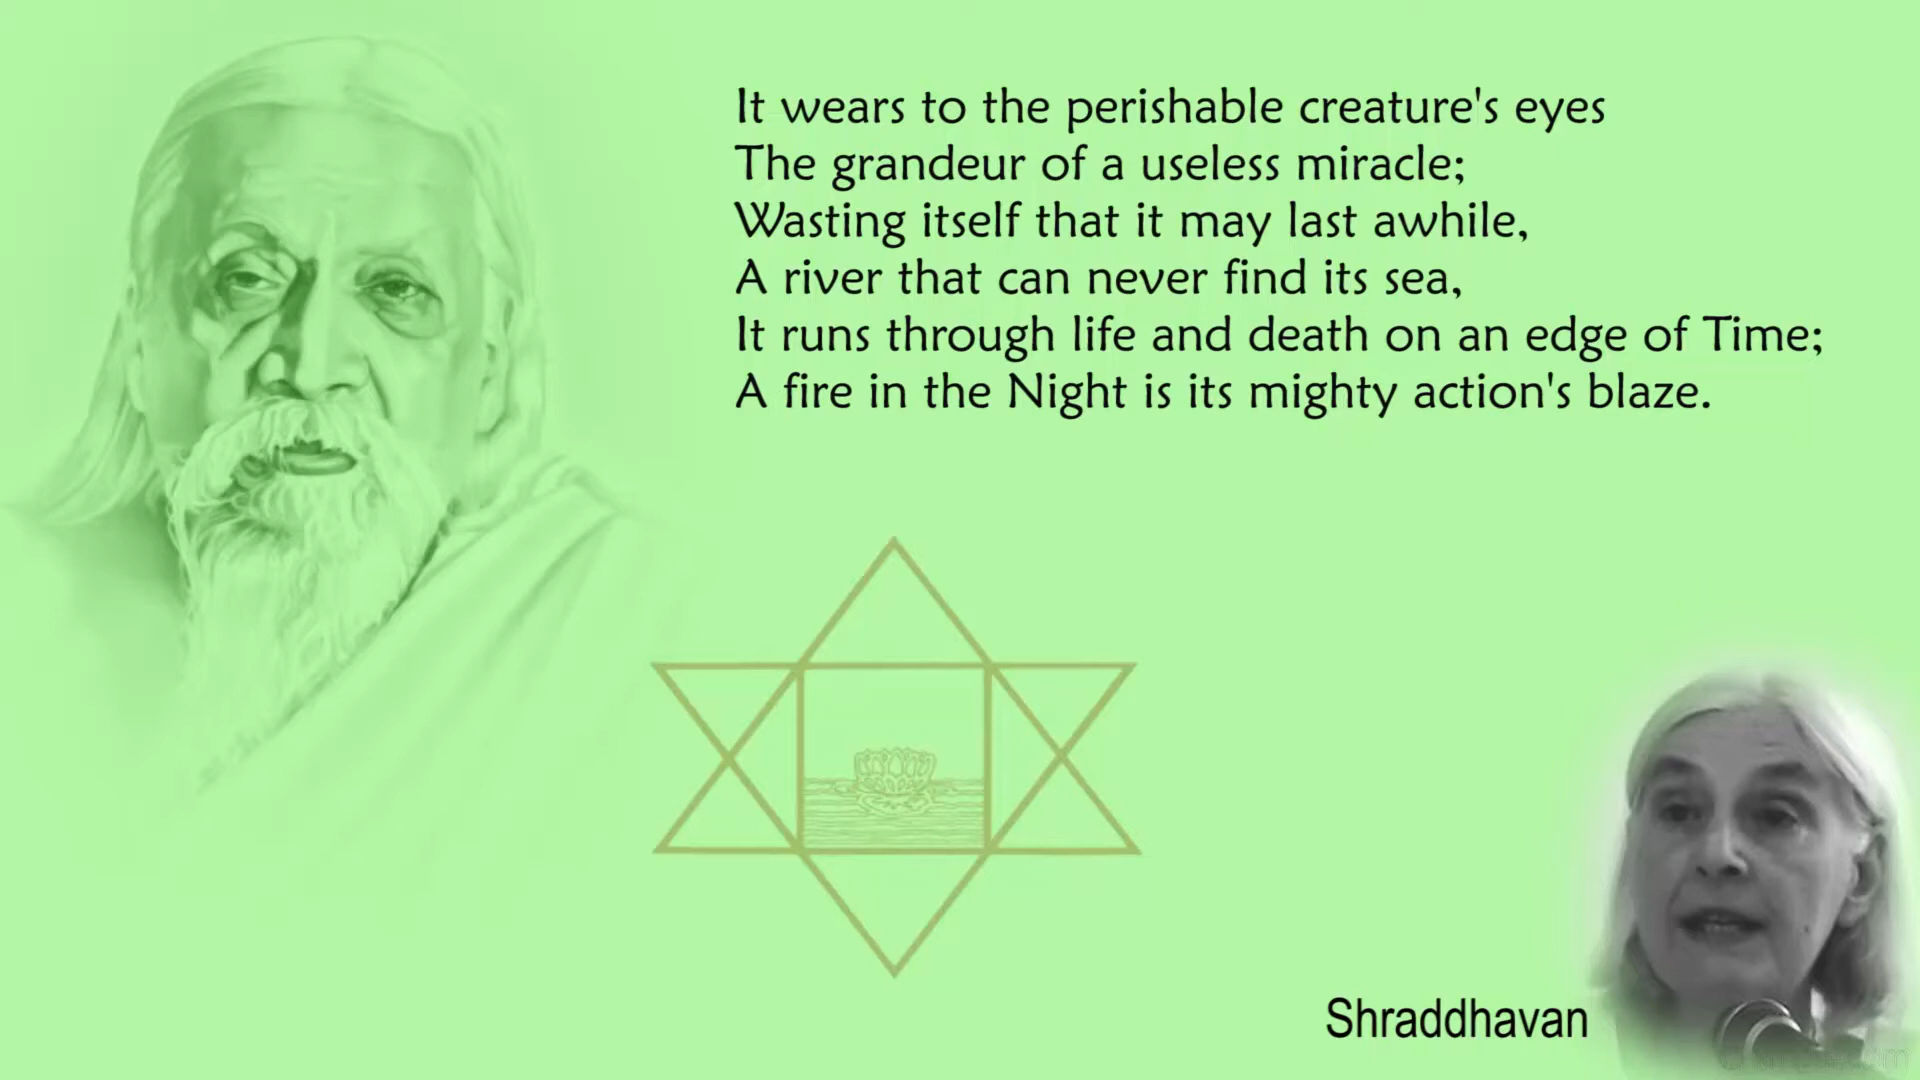 It wears to the perishable creature's eyes
The grandeur of a useless miracle;
Wasting itself that it may last awhile,
A river that can never find its sea,
It runs through life and death on an edge of Time;
A fire in the Night is its mighty action's blaze.
Shraddhavan